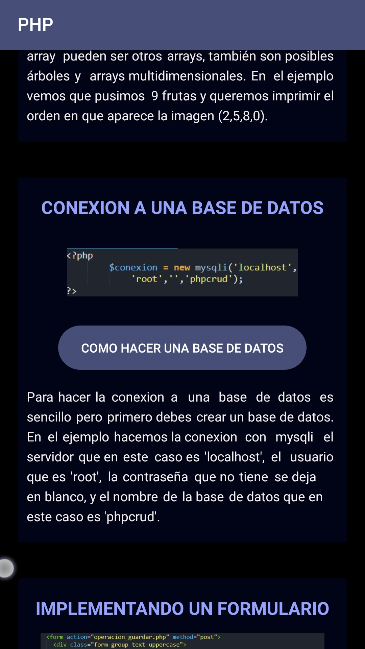 PHP
array pueden ser otros arrays, también son posibles
árboles y arrays multidimensionales. En el ejemplo
vemos que pusimos 9 frutas y queremos imprimir el
orden en que aparece la imagen (2,5,8,0).
CONEXION A UNA BASE DE DATOS
<?php
$conexion = new mysqli('localhost',
'root','','phpcrud');
?>
COMO HACER UNA BASE DE DATOS
Para hacer la conexion a una base de datos es
sencillo pero primero debes crear un base de datos.
En el ejemplo hacemos la conexion con mysqli el
servidor que en este caso es 'localhost', el usuario
que es 'root', la contraseña que no tiene se deja
en blanco, y el nombre de la base de datos que en
este caso es 'phpcrud'.
IMPLEMENTANDO UN FORMULARIO
<form action="operacion_guardar.php" method="post">
<div class="form-group text-uppercase">